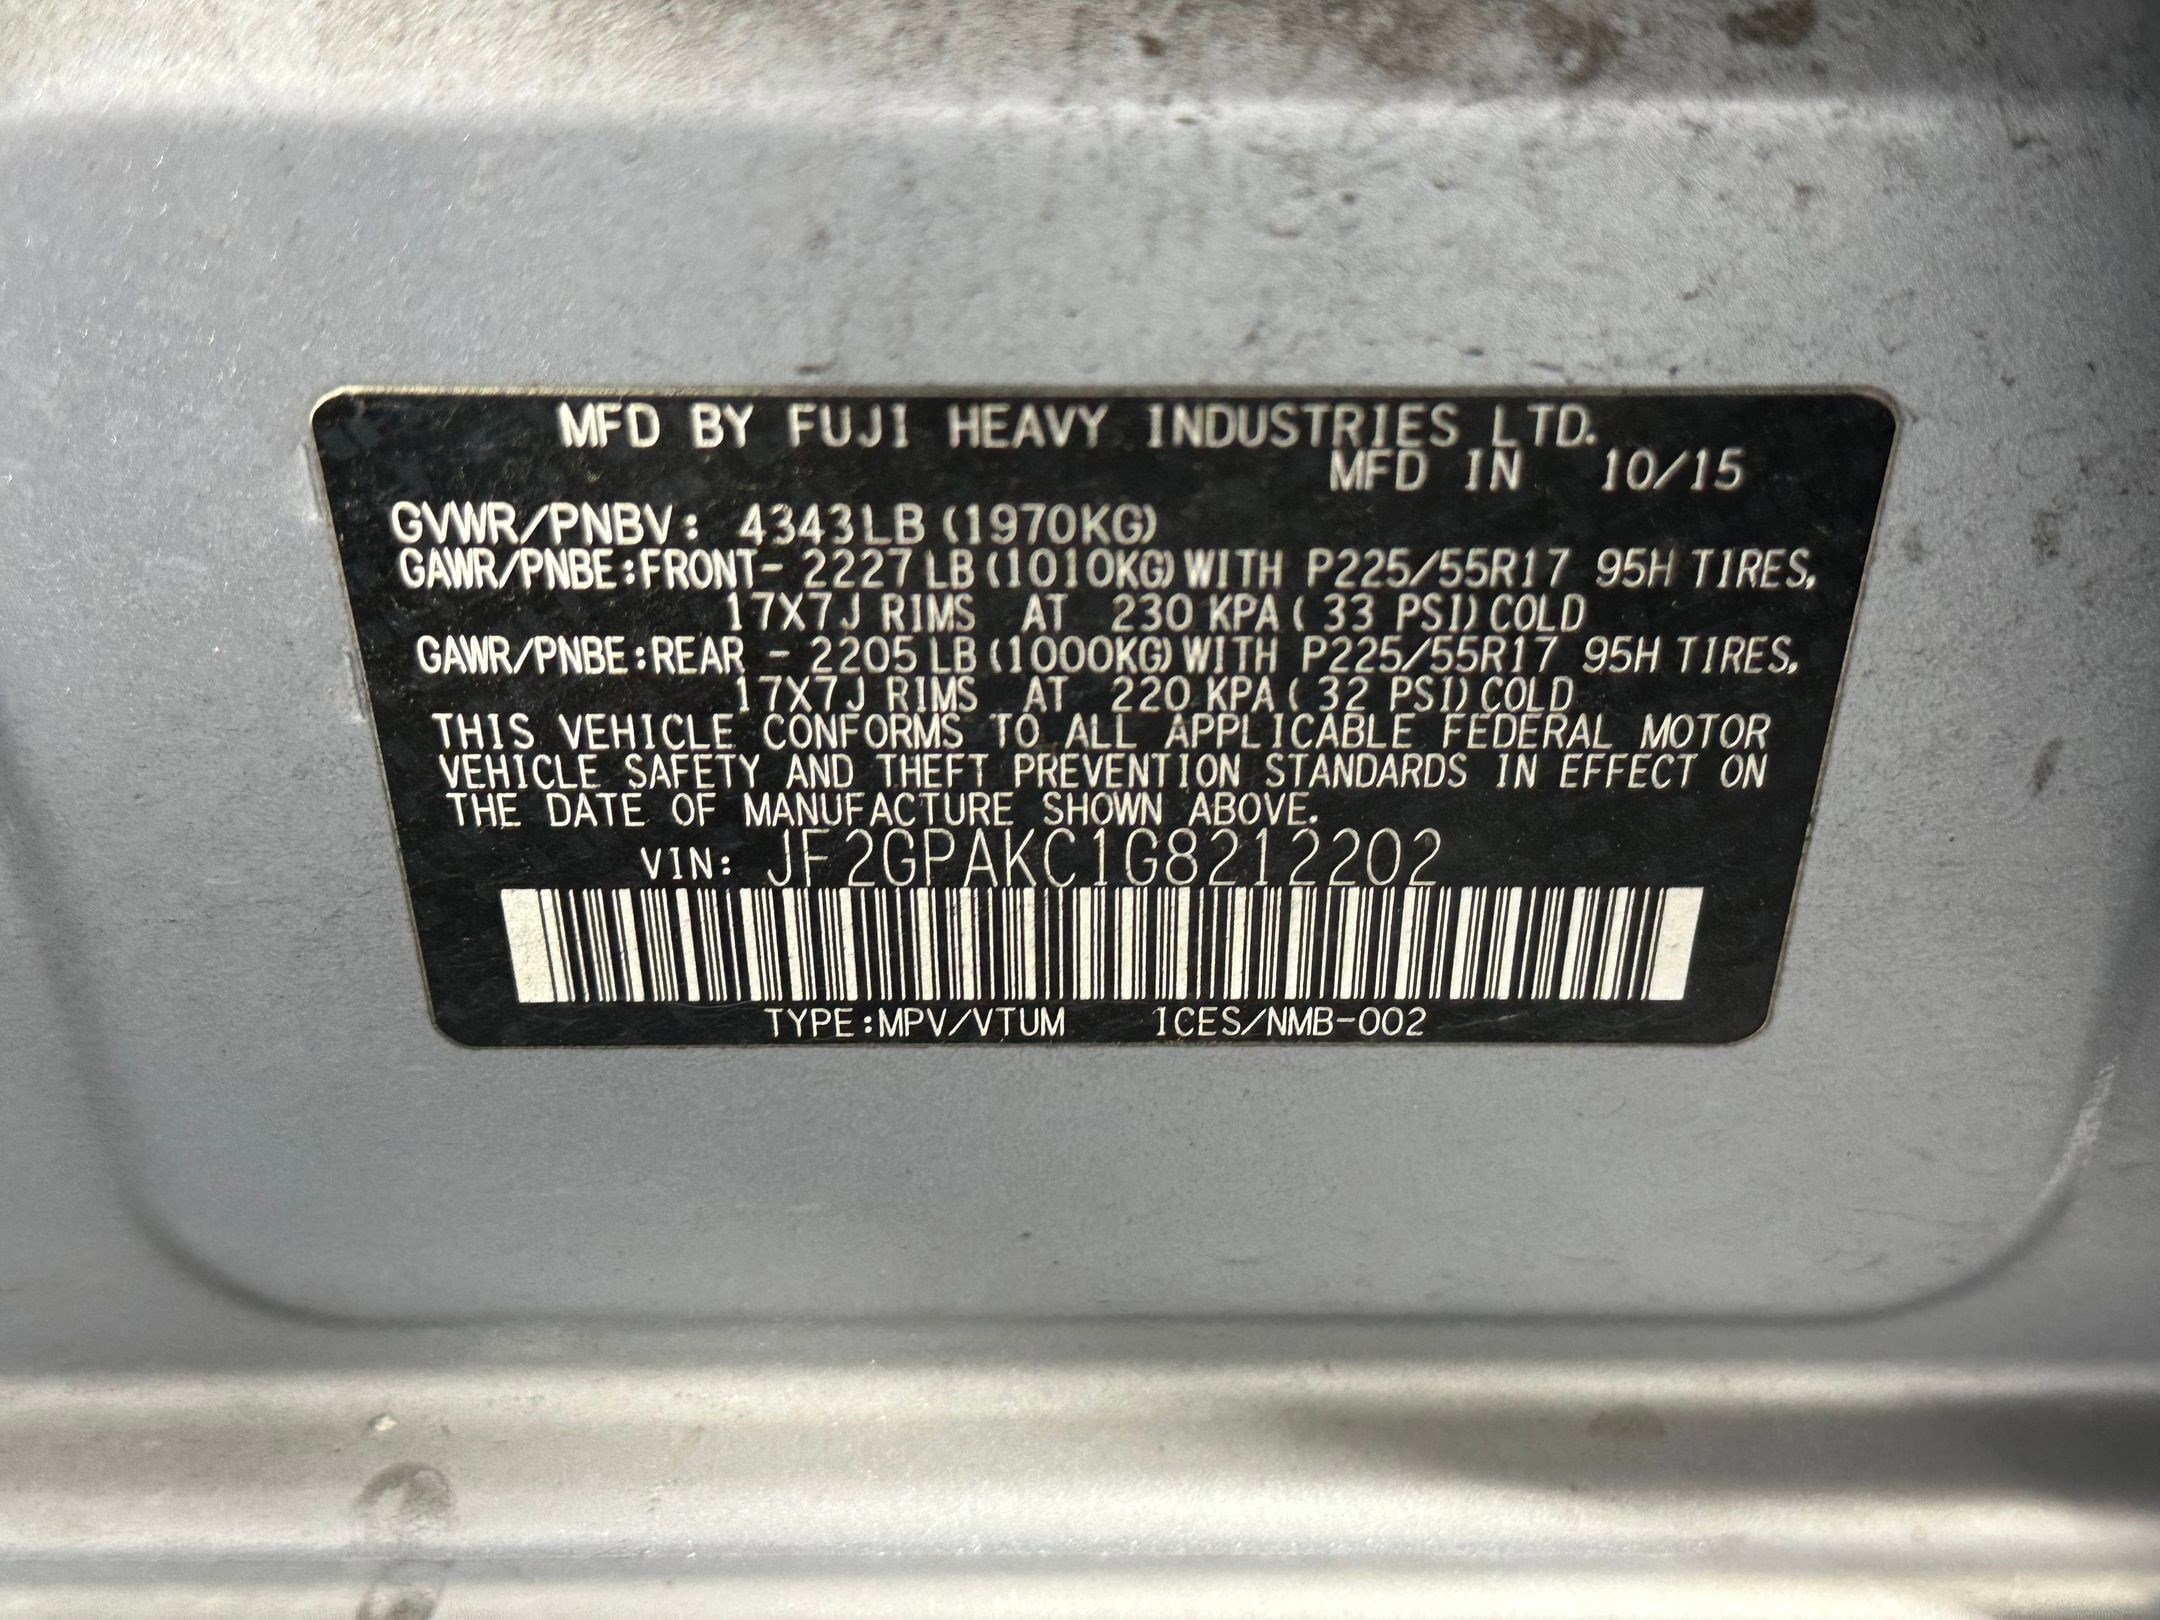 MFD BY FUJI HEAVY INDUSTRIES LTD.
MFD IN 10/15
GVWR/PNBV: 4343LB (1970KG)
GAWR/PNBE:FRONT- 2227LB (1010KG) WITH P225/55R17 95H TIRES,
17X7J RIMS AT 230 KPA ( 33 PSI) COLD
GAWR/PNBE:REAR - 2205LB (1000KG) WITH P225/55R17 95H TIRES,
17X7J RIMS AT 220 KPA ( 32 PSI) COLD
THIS VEHICLE CONFORMS TO ALL APPLICABLE FEDERAL MOTOR
VEHICLE SAFETY AND THEFT PREVENTION STANDARDS IN EFFECT ON
THE DATE OF MANUFACTURE SHOWN ABOVE.
VIN: JF2GPAKC1G8212202
TYPE:MPV/VTUM ICES/NMB-002